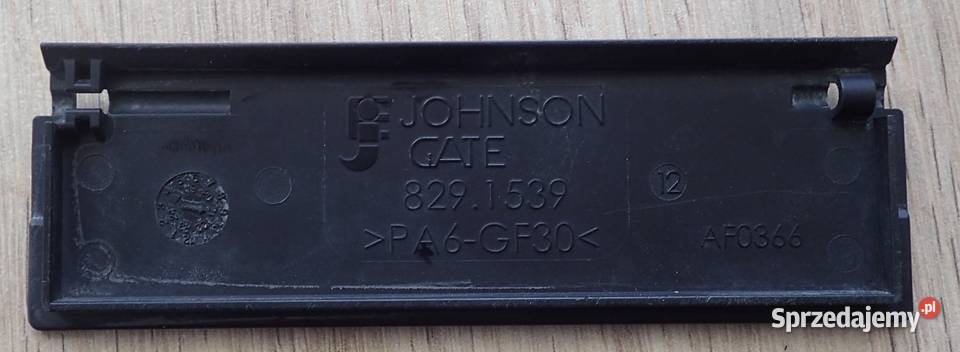 JOHNSON
GATE
829.1539
12
>PA6-GF30<
AF0366
Sprzedajemy.pl